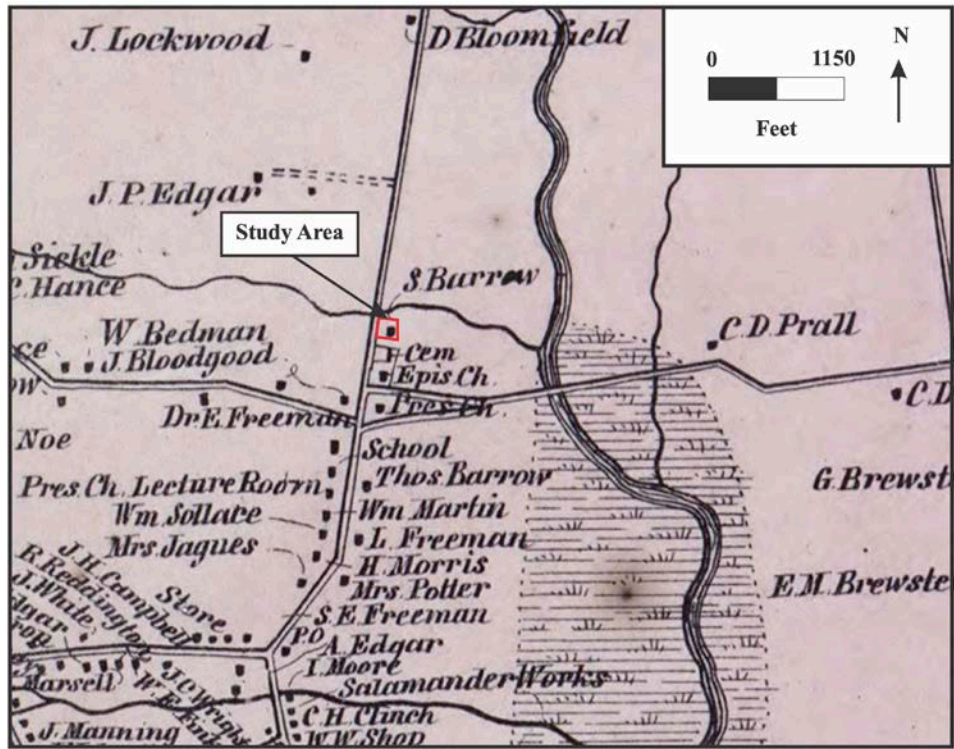 J. Lockwood
D Bloomfield
0 1150
Feet
N
J. P. Edgar
Study Area
Sickle
C. Hance
S. Barrow
W. Bedman
J. Bloodgood
Cem
Epis Ch.
C. D. Prall
Dr. E. Freeman
Pres. Ch.
C. D
Noe
School
Pres. Ch. Lecture Room
Thos Barrow
G. Brewst
Wm Sollace
Wm Martin
Mrs Jaques
L. Freeman
H. Morris
Mrs. Potter
E. M. Brewste
J. H. Campbell
R. Reddington
J. White
Store
S. E. Freeman
P.O
A. Edgar
I. Moore
Salamander Works
Marsell
C. H. Clinch
W. W. Shop
J. Manning